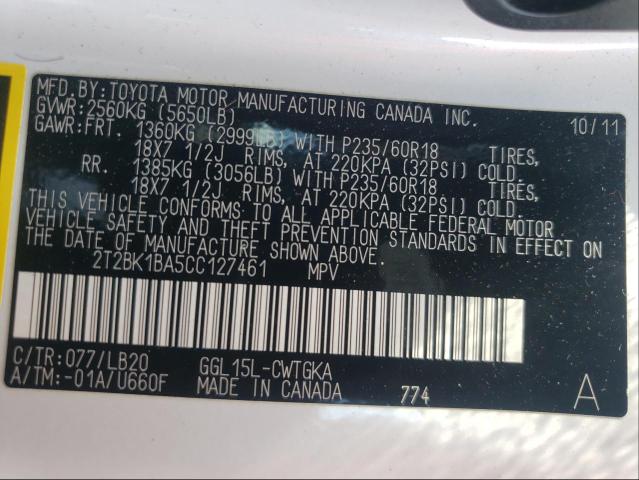 MFD.BY:TOYOTA MOTOR MANUFACTURING CANADA INC. 10/11
GVWR:2560KG (5650LB)
GAWR:FRT. 1360KG (2999LB) WITH P235/60R18 TIRES,
18X7 1/2J RIMS, AT 220KPA (32PSI) COLD.
RR. 1385KG (3056LB) WITH P235/60R18 TIRES,
18X7 1/2J RIMS, AT 220KPA (32PSI) COLD.
THIS VEHICLE CONFORMS TO ALL APPLICABLE FEDERAL MOTOR
VEHICLE SAFETY AND THEFT PREVENTION STANDARDS IN EFFECT ON
THE DATE OF MANUFACTURE SHOWN ABOVE.
2T2BK1BA5CC127461 MPV
C/TR:077/LB20 GGL15L-CWTGKA
A/TM:-01A/U660F MADE IN CANADA 774 A